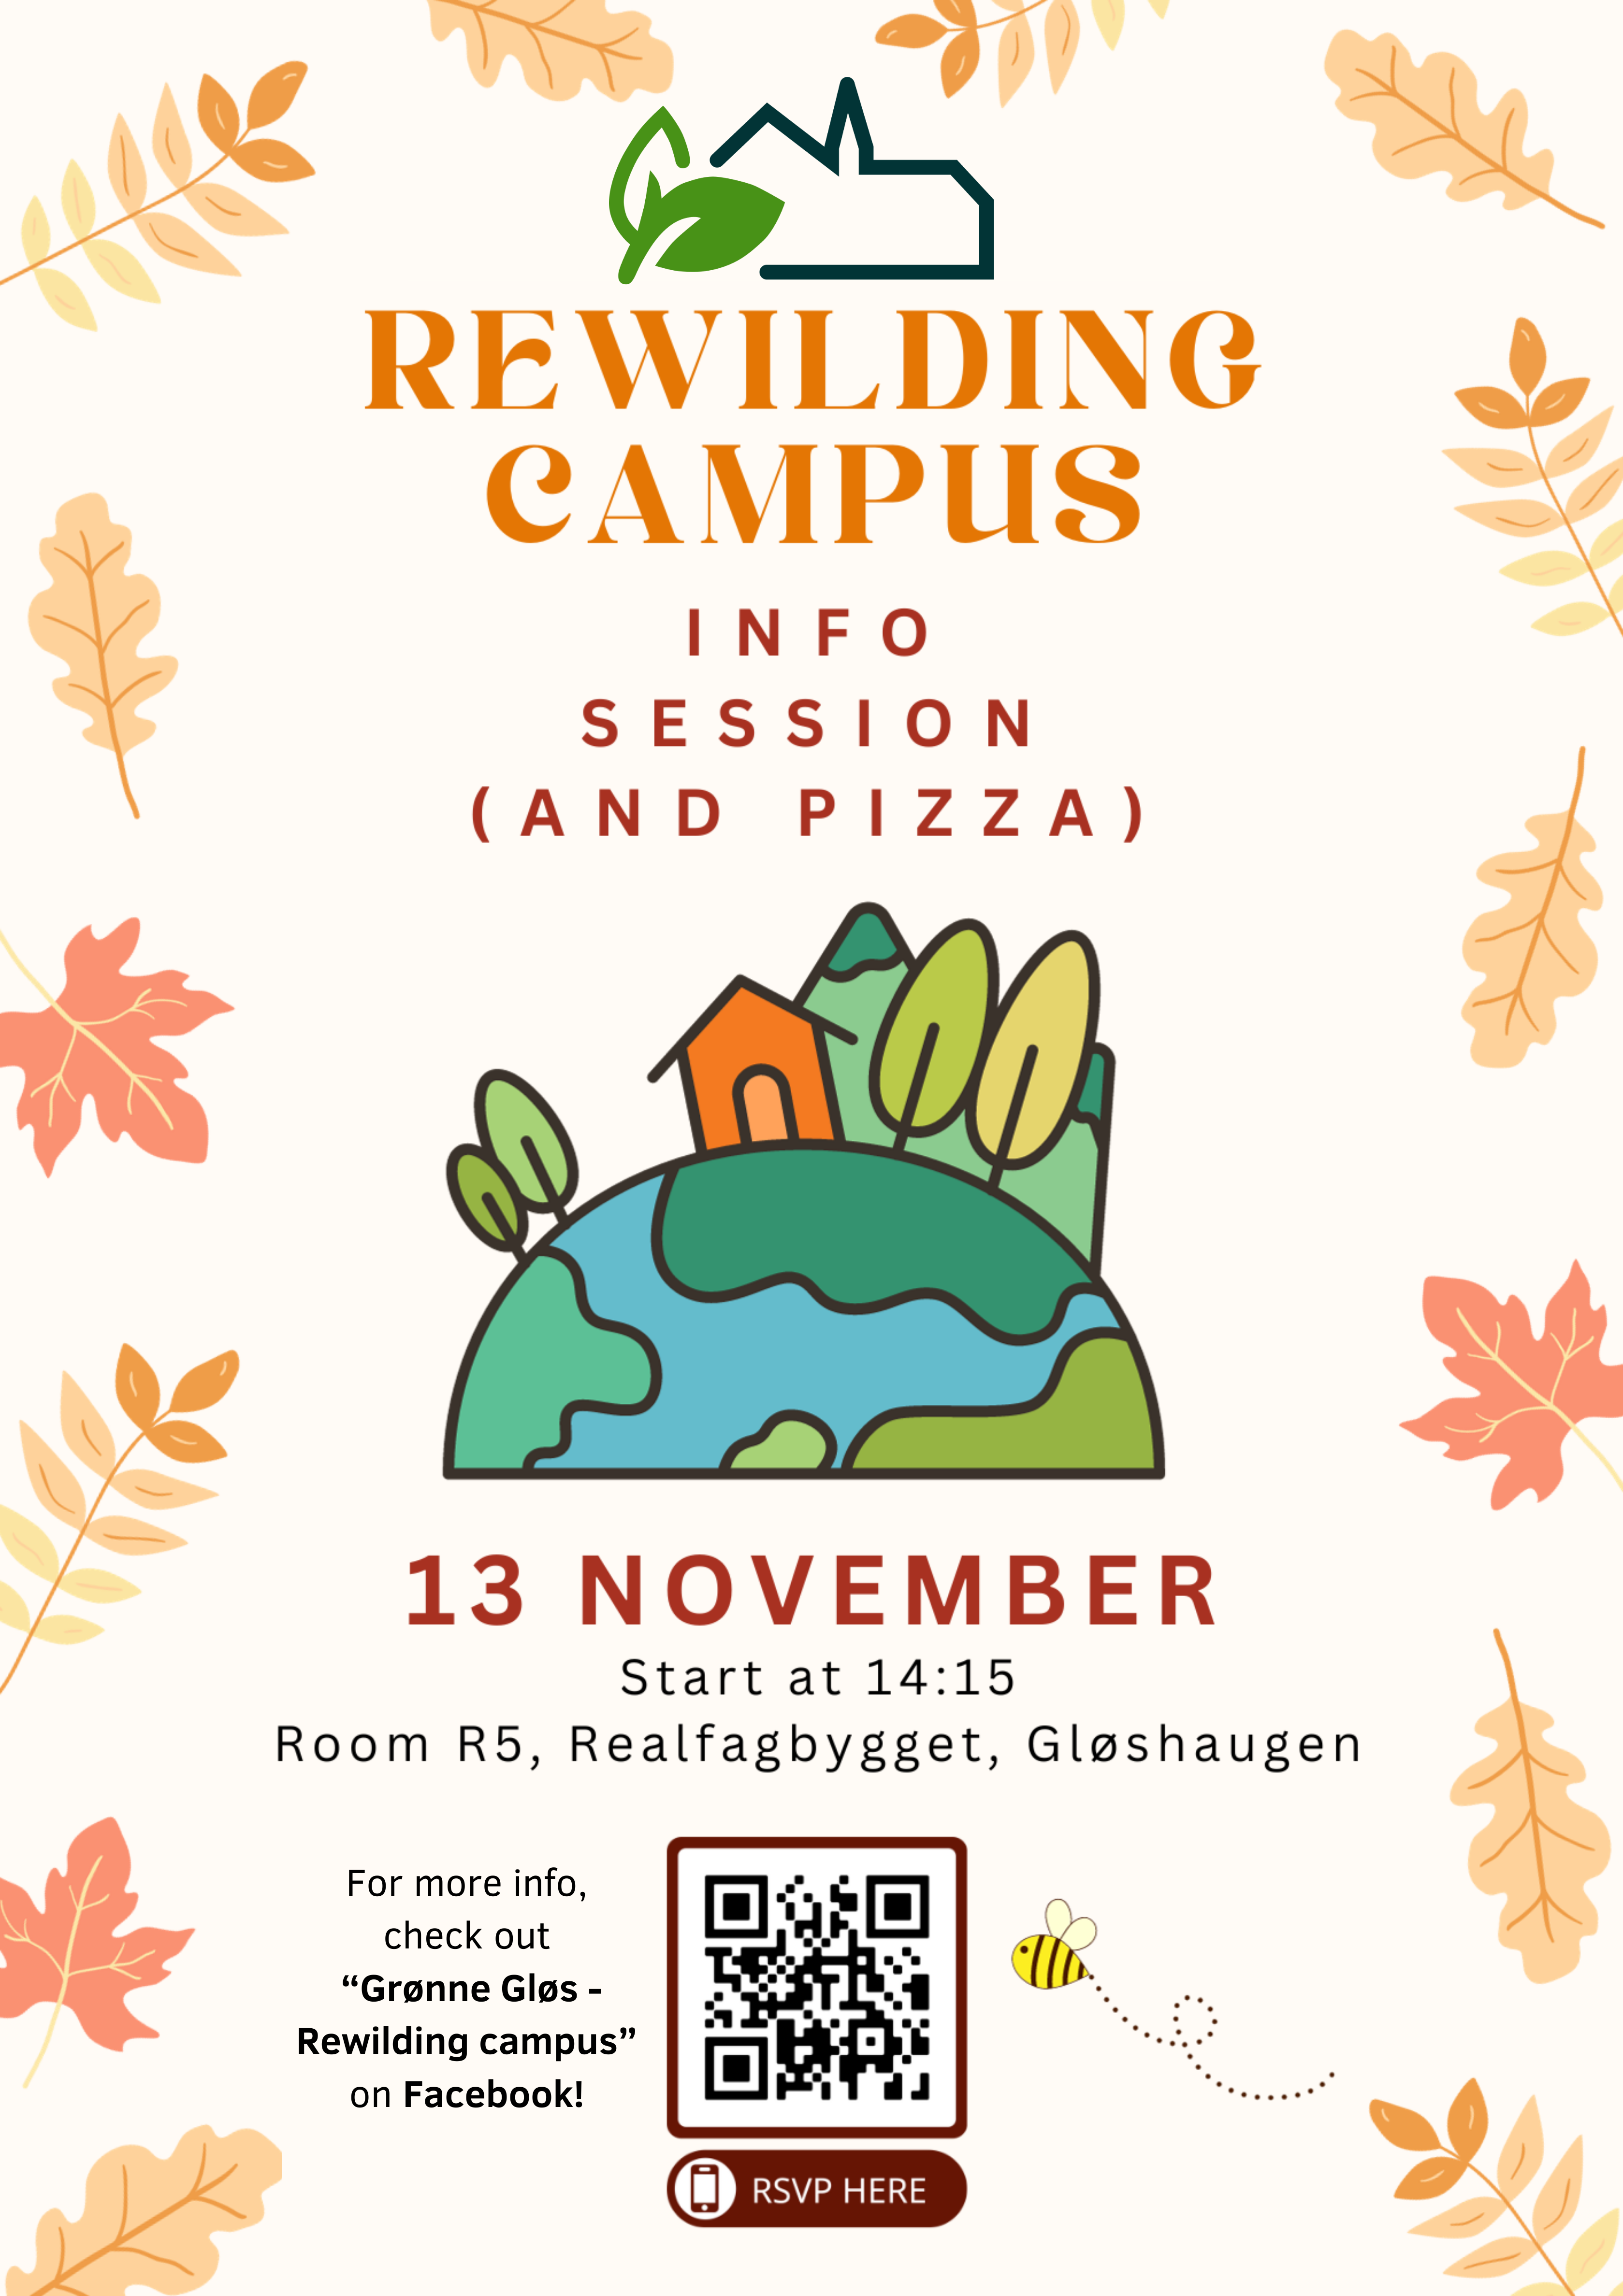 REWILDING
CAMPUS
INFO
SESSION
(AND PIZZA)
13 NOVEMBER
Start at 14:15
Room R5, Realfagbygget, Gløshaugen
For more info,
check out
“Grønne Gløs -
Rewilding campus”
on Facebook!
RSVP HERE